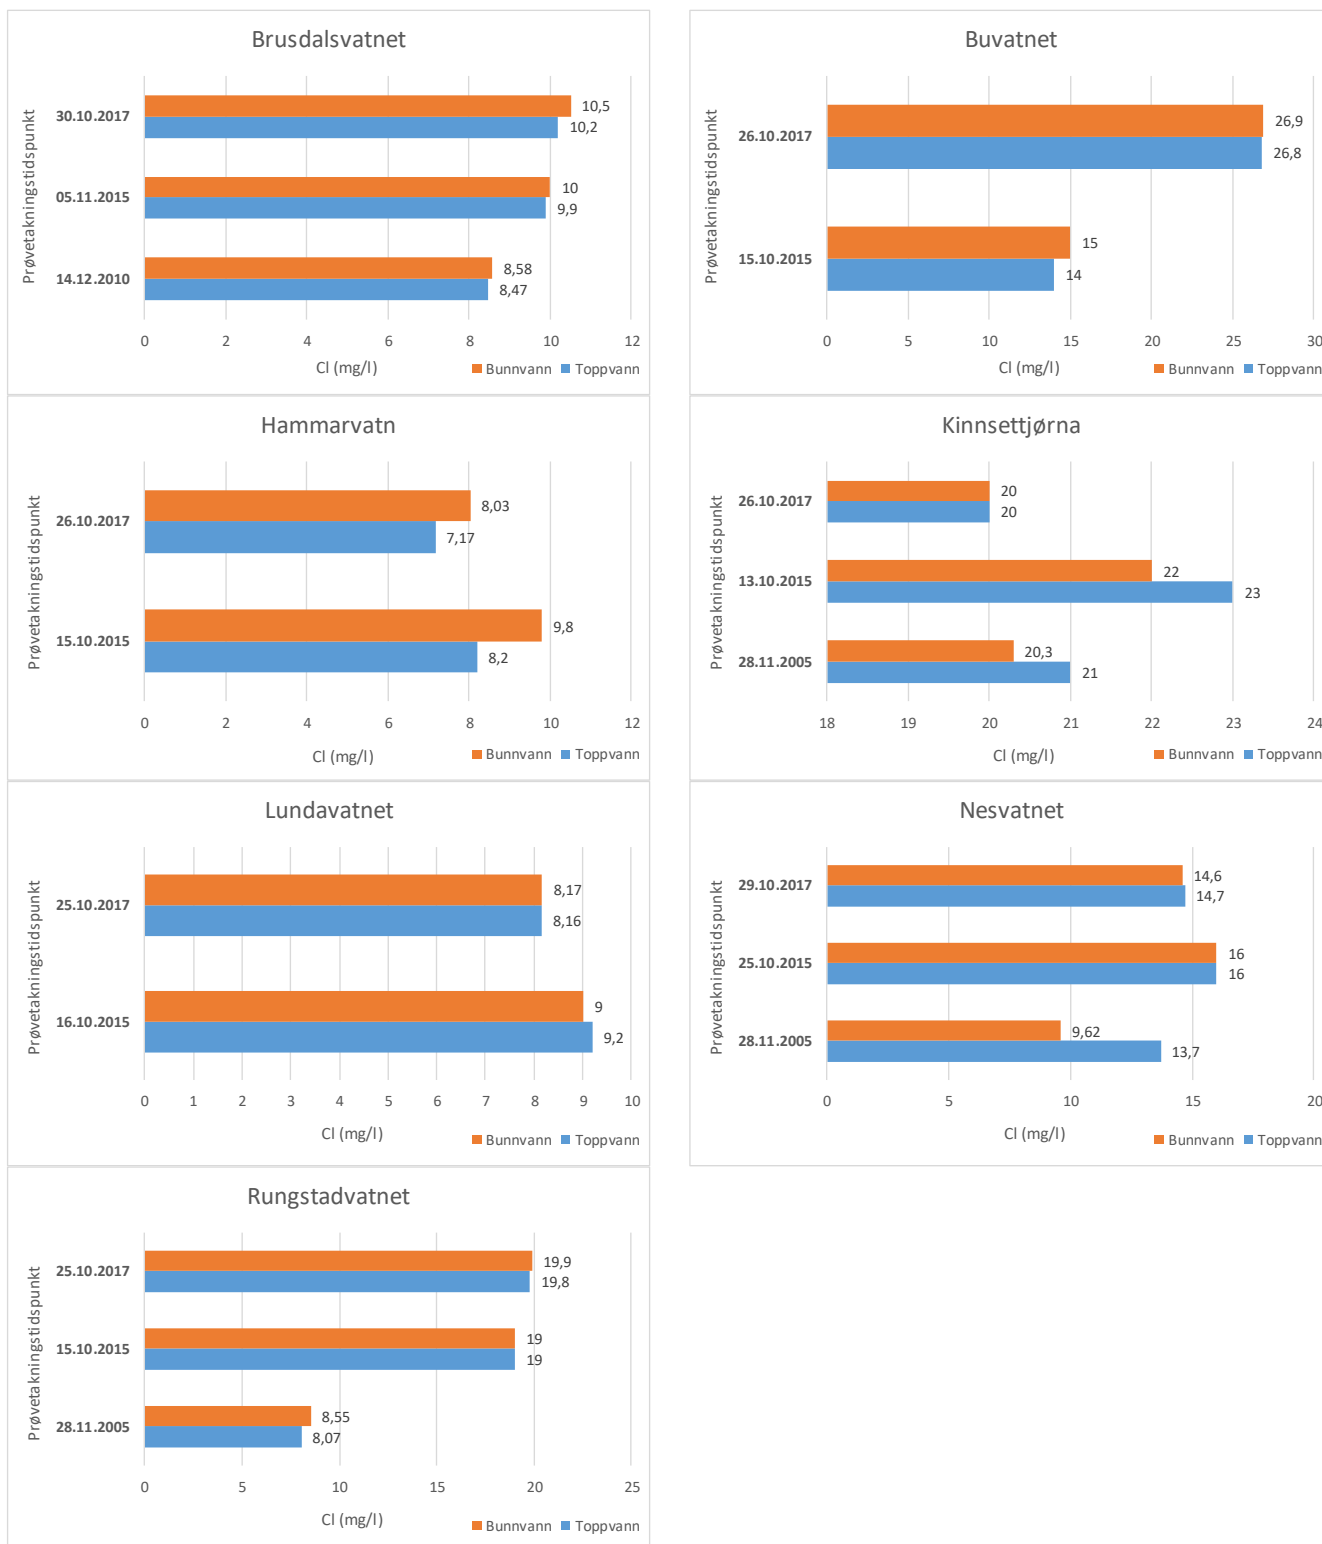 Brusdalsvatnet
Prøvetakningstidspunkt
30.10.2017
10,5
10,2
05.11.2015
10
9,9
14.12.2010
8,58
8,47
0 2 4 6 8 10 12
Cl (mg/l)
Bunnvann Toppvann
Buvatnet
Prøvetakningstidspunkt
26.10.2017
26,9
26,8
15.10.2015
15
14
0 5 10 15 20 25 30
Cl (mg/l)
Bunnvann Toppvann
Hammarvatn
Prøvetakningstidspunkt
26.10.2017
8,03
7,17
15.10.2015
9,8
8,2
0 2 4 6 8 10 12
Cl (mg/l)
Bunnvann Toppvann
Kinnsettjørna
Prøvetakningstidspunkt
26.10.2017
20
20
13.10.2015
22
23
28.11.2005
20,3
21
18 19 20 21 22 23 24
Cl (mg/l)
Bunnvann Toppvann
Lundavatnet
Prøvetakningstidspunkt
25.10.2017
8,17
8,16
16.10.2015
9
9,2
0 1 2 3 4 5 6 7 8 9 10
Cl (mg/l)
Bunnvann Toppvann
Nesvatnet
Prøvetakningstidspunkt
29.10.2017
14,6
14,7
25.10.2015
16
16
28.11.2005
9,62
13,7
0 5 10 15 20
Cl (mg/l)
Bunnvann Toppvann
Rungstadvatnet
Prøvetakningstidspunkt
25.10.2017
19,9
19,8
15.10.2015
19
19
28.11.2005
8,55
8,07
0 5 10 15 20 25
Cl (mg/l)
Bunnvann Toppvann